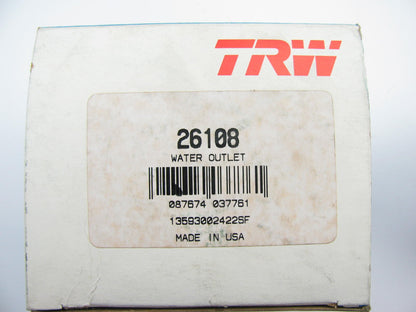 TRW
26108
WATER OUTLET
087674 037761
13593002422SF
MADE IN USA